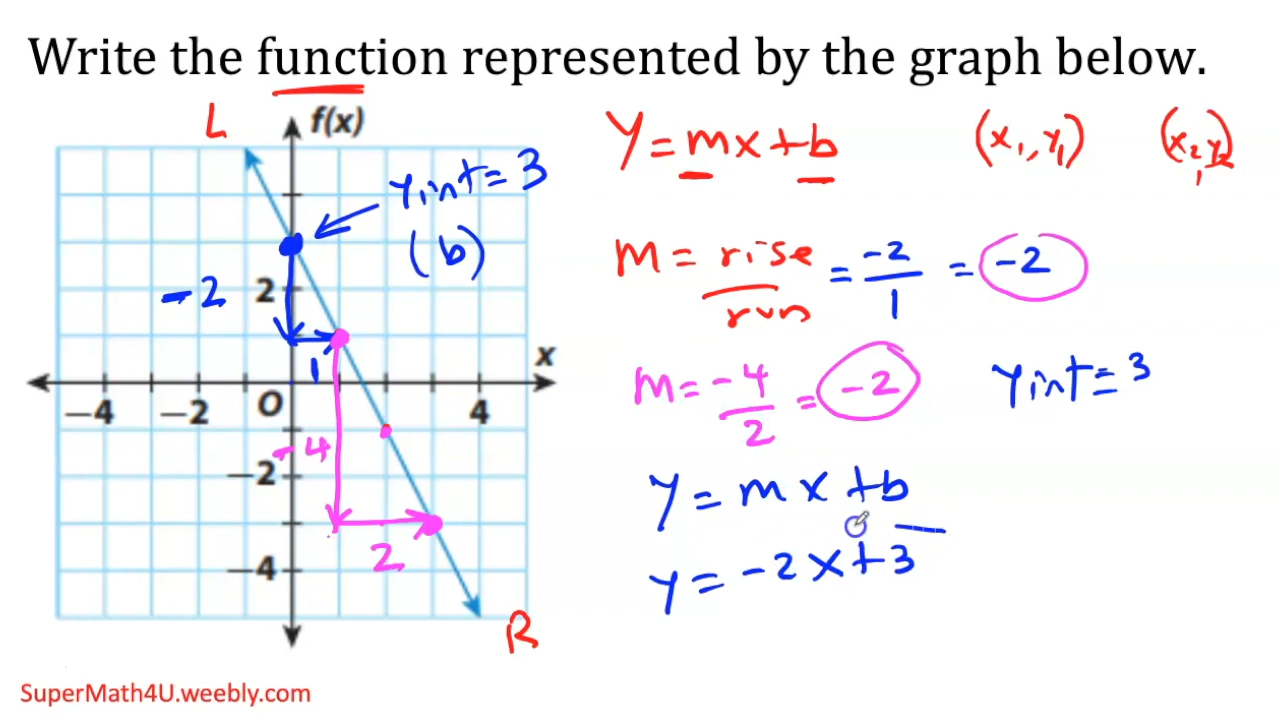 Write the function represented by the graph below.
L
f(x)
y int = 3
(b)
-2
2
1
x
-4 -2 O 4
-4
-2
2
-4
R
y = mx + b
(x₁, y₁) (x₂, y₂)
m = rise/run = -2/1 = -2
m = -4/2 = -2
y int = 3
y = mx + b
y = -2x + 3
SuperMath4U.weebly.com